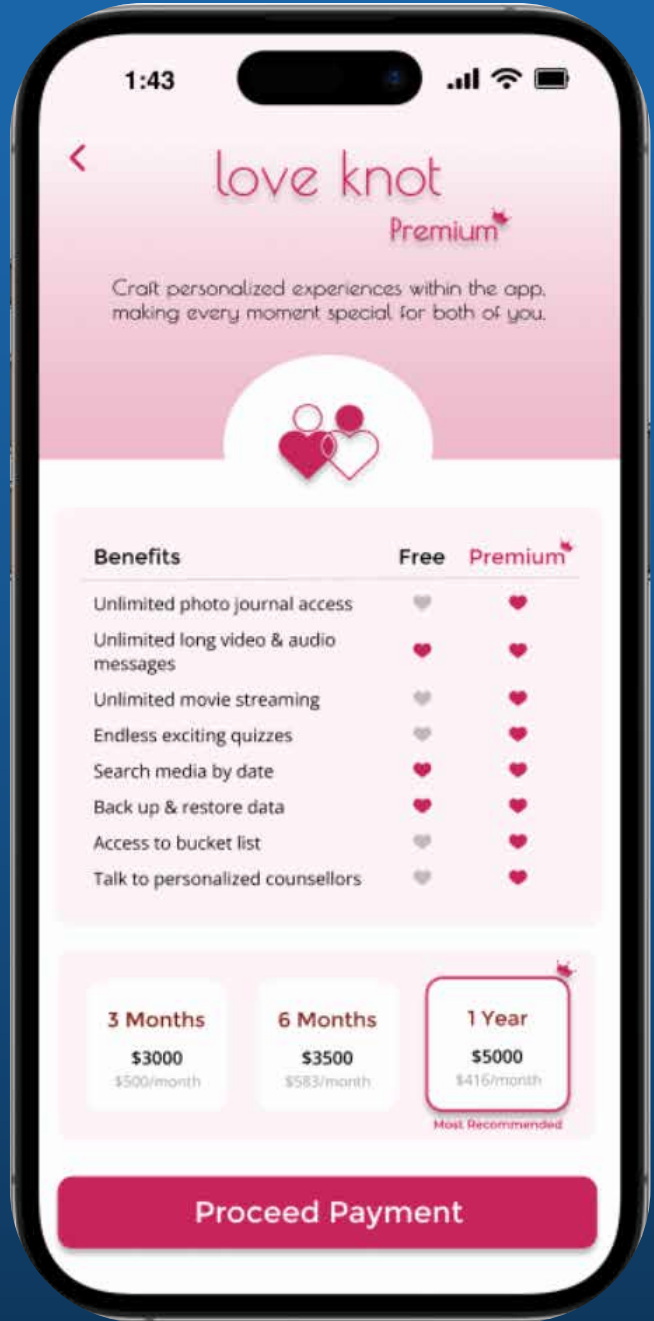 1:43
love knot
Premium
Craft personalized experiences within the app,
making every moment special for both of you.
Benefits Free Premium
Unlimited photo journal access
Unlimited long video & audio
messages
Unlimited movie streaming
Endless exciting quizzes
Search media by date
Back up & restore data
Access to bucket list
Talk to personalized counsellors
3 Months 6 Months 1 Year
$3000 $3500 $5000
$500/month $583/month $416/month
Most Recommended
Proceed Payment